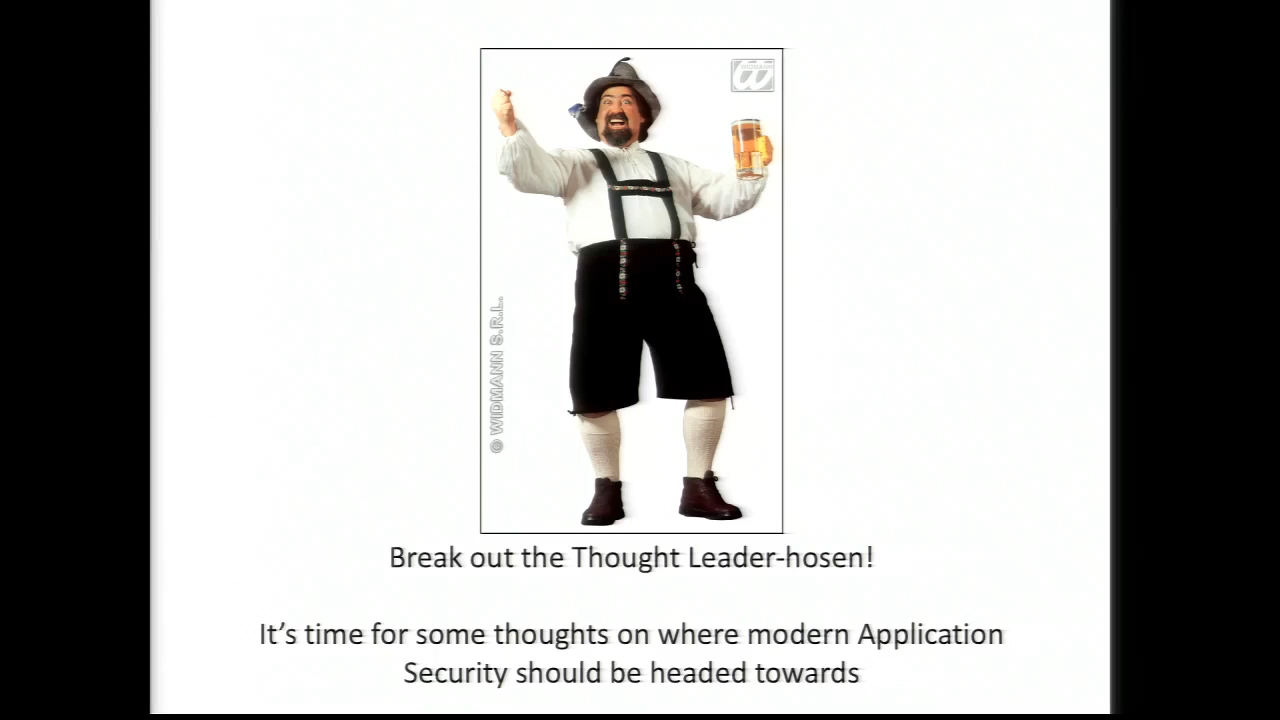 WIDMANN
© WIDMANN S.R.L.
Break out the Thought Leader-hosen!
It's time for some thoughts on where modern Application
Security should be headed towards